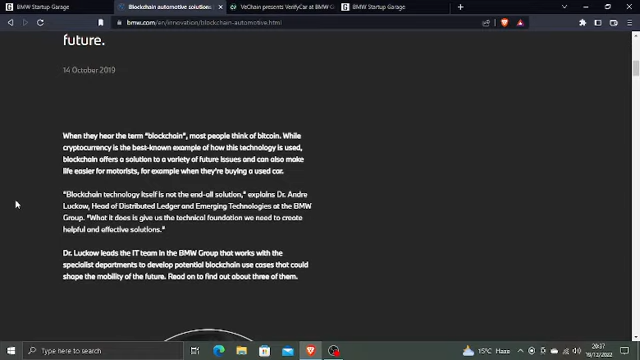 BMW Startup Garage
Blockchain automotive solutions
VeChain presents VerifyCar at BMW G
BMW Startup Garage
bmw.com/en/innovation/blockchain-automotive.html
future.
14 October 2019
When they hear the term "blockchain", most people think of bitcoin. While
cryptocurrency is the best-known example of how this technology is used,
blockchain offers a solution to a variety of future issues and can also make
life easier for motorists, for example when they're buying a used car.
"Blockchain technology itself is not the end-all solution," explains Dr. Andre
Luckow, Head of Distributed Ledger and Emerging Technologies at the BMW
Group. "What it does is give us the technical foundation we need to create
helpful and effective solutions."
Dr. Luckow leads the IT team in the BMW Group that works with the
specialist departments to develop potential blockchain use cases that could
shape the mobility of the future. Read on to find out about three of them.
Type here to search
15°C Haze
20:37
19/12/2022